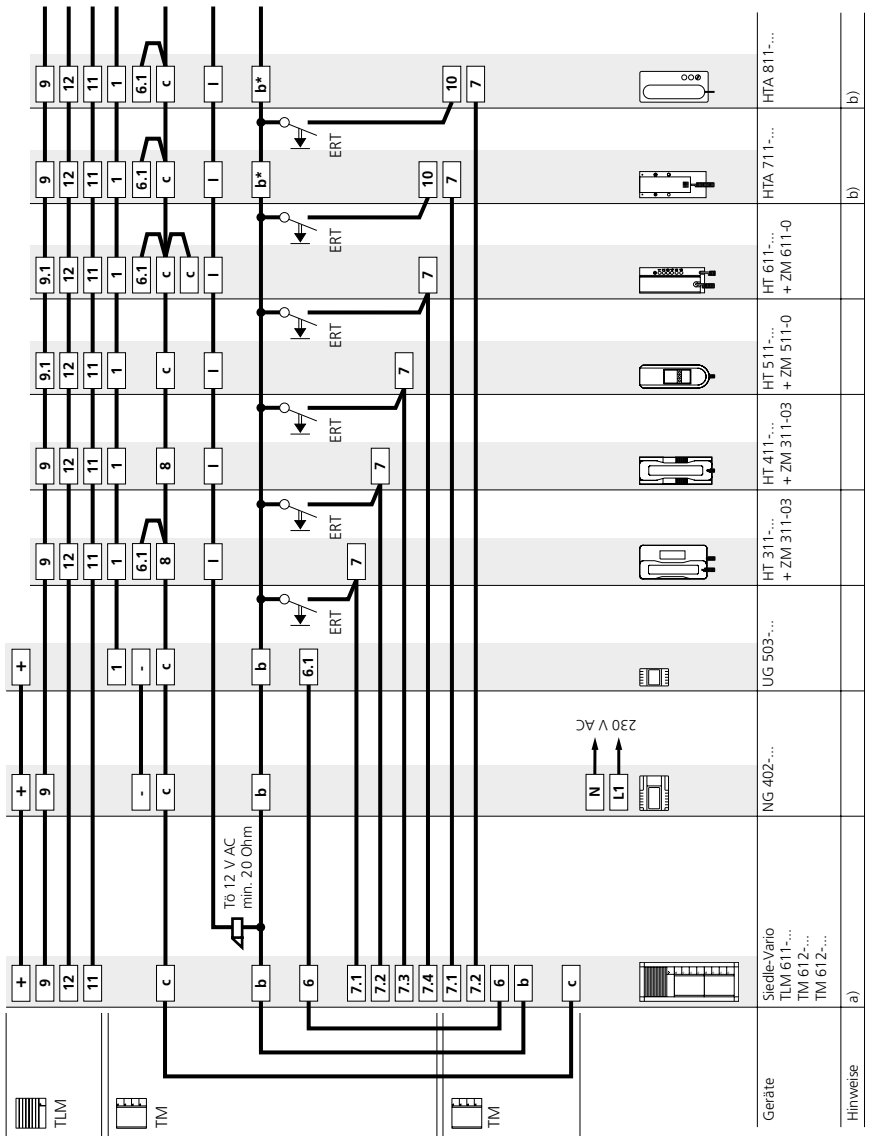 TLM
+ + +
9 9 9 9 9.1 9.1 9 9
12 12 12 12 12 12 12
11 11 11 11 11 11 11
TM
1 1 1 1 1 1 1
- - 6.1 6.1 6.1 6.1
c c c 8 8 c c c c
c
I I I I I I
Tö 12 V AC
min. 20 Ohm
b b b b* b*
6 6.1
ERT ERT ERT ERT ERT ERT
7.1 7
7.2 7
7.3 7
7.4 7 10
TM
7.1 7 10
7.2 7
6
b
c
N
L1
230 V AC
Geräte
Siedle-Vario
TLM 611-...
TM 612-...
TM 612-...
NG 402-...
UG 503-...
HT 311-...
+ ZM 311-03
HT 411-...
+ ZM 311-03
HT 511-...
+ ZM 511-0
HT 611-...
+ ZM 611-0
HTA 711-...
HTA 811-...
Hinweise
a)
b)
b)